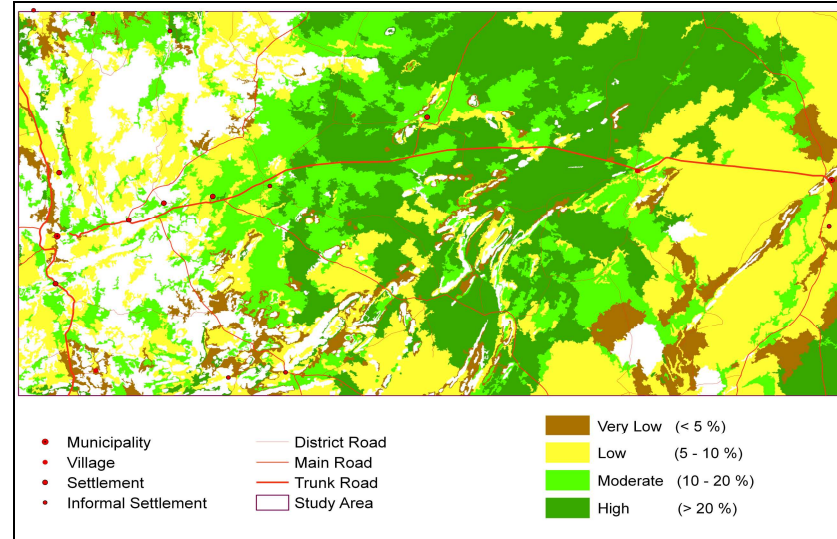 Municipality
Village
Settlement
Informal Settlement
District Road
Main Road
Trunk Road
Study Area
Very Low (< 5 %)
Low (5 - 10 %)
Moderate (10 - 20 %)
High (> 20 %)